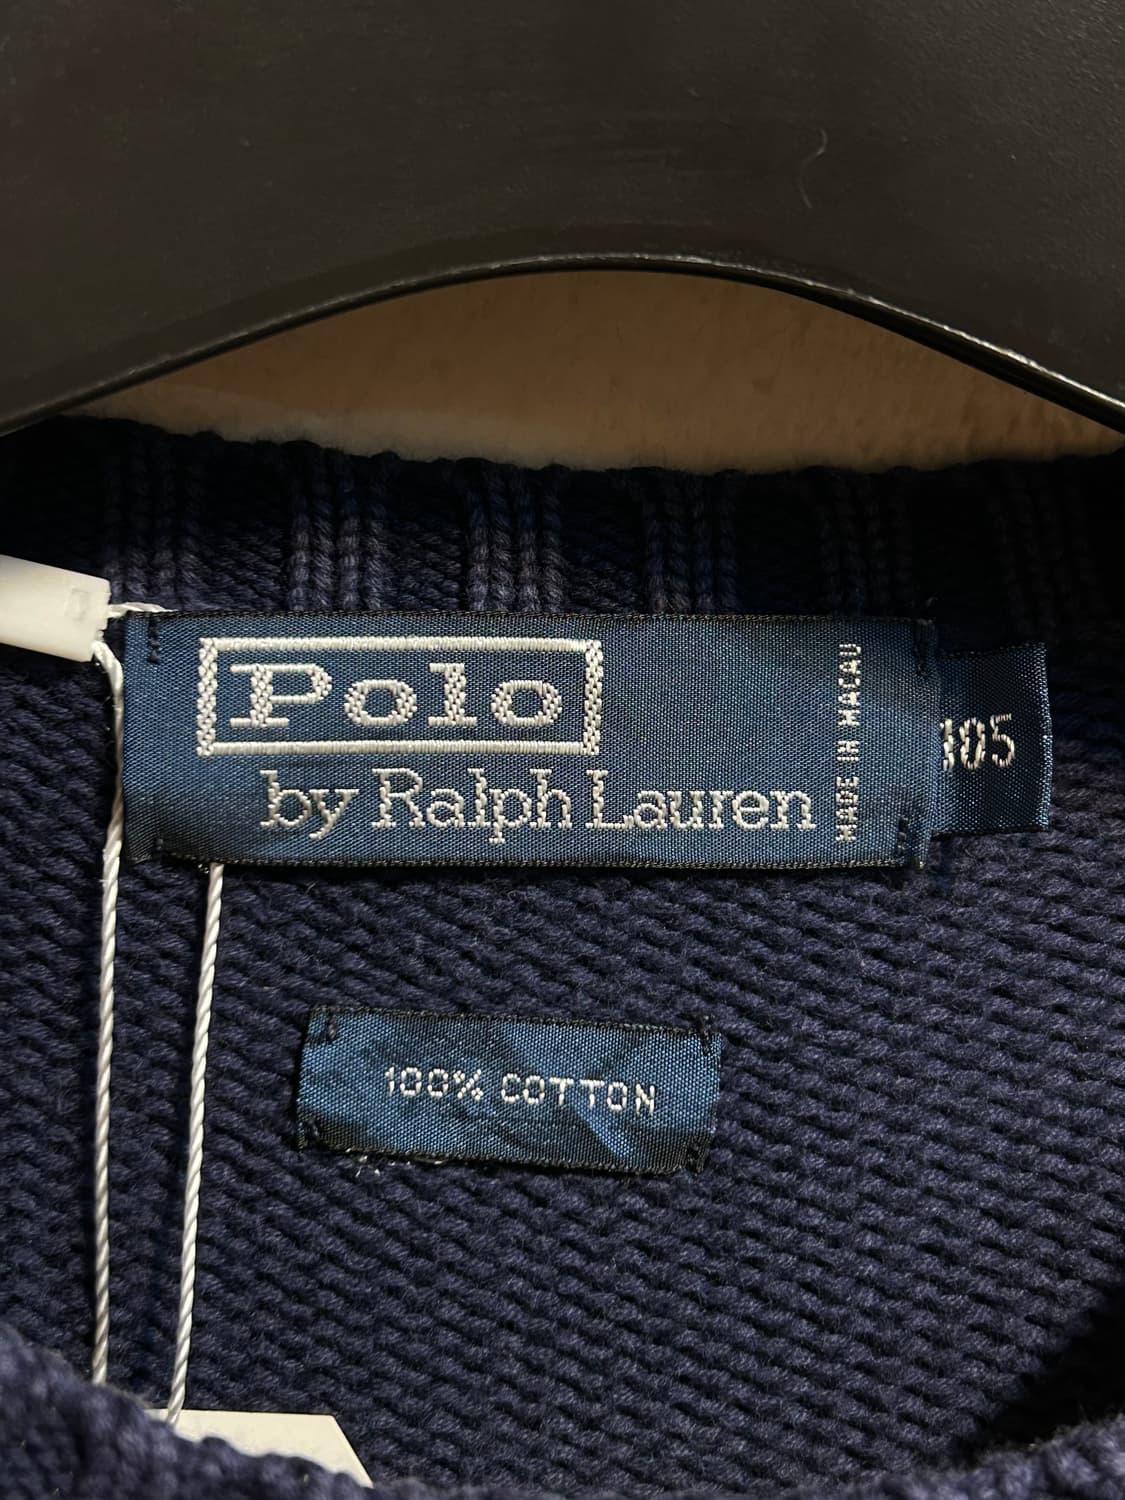 Polo
by Ralph Lauren
MADE IN MACAU
105
100% COTTON